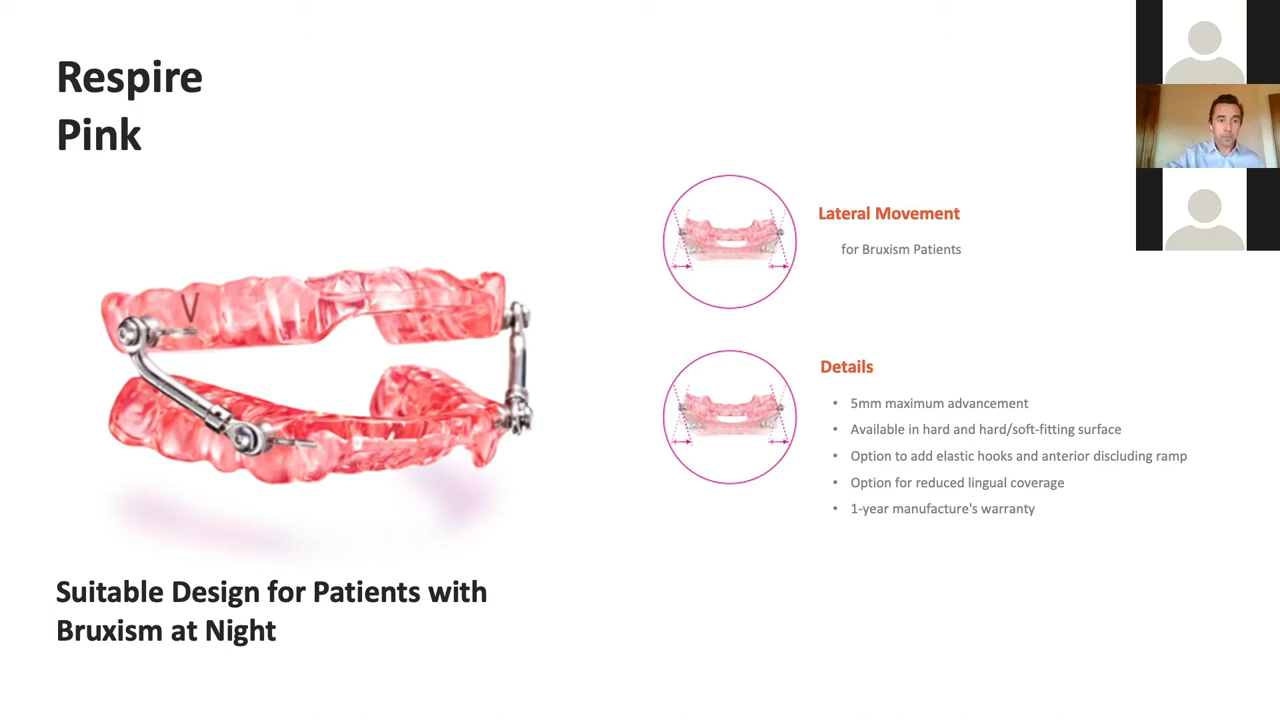 Respire
Pink
V
Lateral Movement
for Bruxism Patients
Details
• 5mm maximum advancement
• Available in hard and hard/soft-fitting surface
• Option to add elastic hooks and anterior discluding ramp
• Option for reduced lingual coverage
• 1-year manufacture's warranty
Suitable Design for Patients with
Bruxism at Night